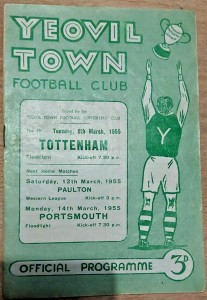 YEOVIL
TOWN
FOOTBALL CLUB
Issued by the
YEOVIL TOWN FOOTBALL SUPPORTERS' CLUB
Tuesday, 8th March, 1955
TOTTENHAM
Floodlight Kick-off 7.30 p.m.
Next Home Matches
Saturday, 12th March, 1955
PAULTON
Western League Kick-off 3 p.m.
Monday, 14th March, 1955
PORTSMOUTH
Floodlight Kick-off 7.30 p.m.
Y
OFFICIAL PROGRAMME 3D